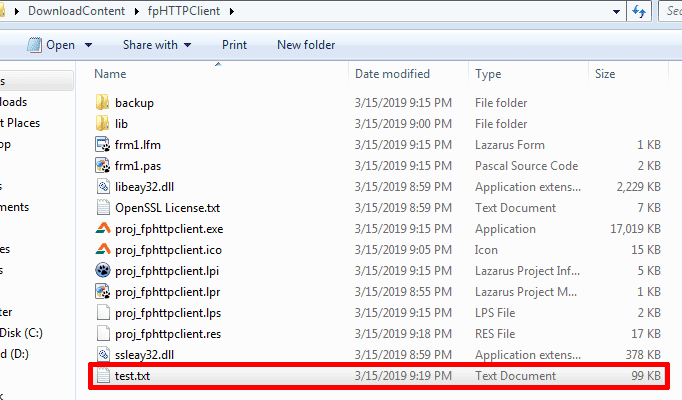 DownloadContent ▸ fpHTTPClient ▸ Sea
Open Share with Print New folder
Name Date modified Type Size
backup 3/15/2019 9:15 PM File folder
lib 3/15/2019 9:00 PM File folder
frm1.lfm 3/15/2019 9:15 PM Lazarus Form 1 KB
frm1.pas 3/15/2019 9:15 PM Pascal Source Code 2 KB
libeay32.dll 3/15/2019 8:59 PM Application extens... 2,229 KB
OpenSSL License.txt 3/15/2019 8:59 PM Text Document 7 KB
proj_fphttpclient.exe 3/15/2019 9:15 PM Application 17,019 KB
proj_fphttpclient.ico 3/15/2019 9:05 PM Icon 15 KB
proj_fphttpclient.lpi 3/15/2019 9:15 PM Lazarus Project Inf... 5 KB
proj_fphttpclient.lpr 3/15/2019 8:55 PM Lazarus Project M... 1 KB
proj_fphttpclient.lps 3/15/2019 9:15 PM LPS File 2 KB
proj_fphttpclient.res 3/15/2019 9:18 PM RES File 17 KB
ssleay32.dll 3/15/2019 8:59 PM Application extens... 378 KB
test.txt 3/15/2019 9:19 PM Text Document 99 KB
s
loads
t Places
op
s
ments
s
s
ter
Disk (C:)
d (D:)
k